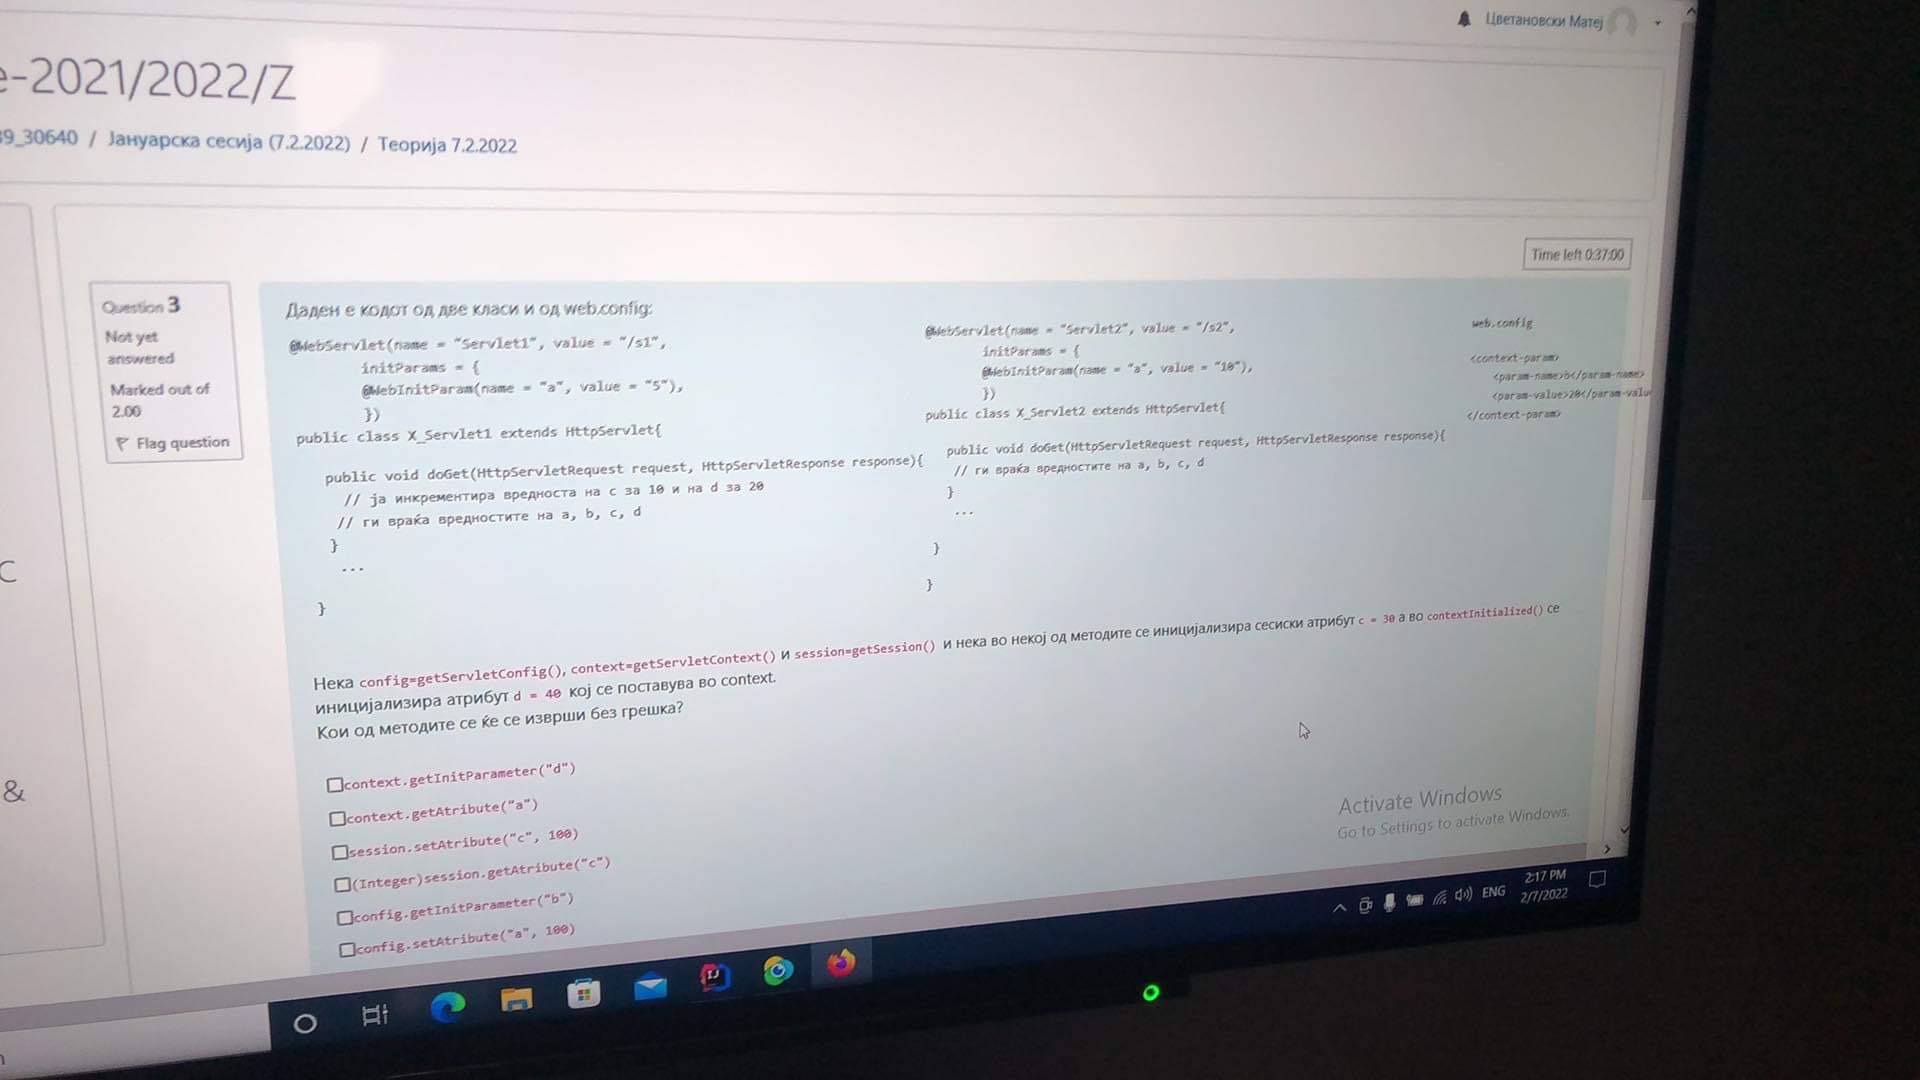 Цветановски Матеј
e-2021/2022/Z
39_30640 / Јануарска сесија (7.2.2022) / Теорија 7.2.2022
Time left 0:37:00
Question 3
Not yet
answered
Marked out of
2.00
Flag question
Даден е кодот од две класи и од web.config:
@WebServlet(name = "Servlet1", value = "/s1",
initParams = {
@WebInitParam(name = "a", value = "5"),
})
public class X_Servlet1 extends HttpServlet{
public void doGet(HttpServletRequest request, HttpServletResponse response){
// ја инкрементира вредноста на c за 10 и на d за 20
// ги враќа вредностите на a, b, c, d
}
...
}
@WebServlet(name = "Servlet2", value = "/s2",
initParams = {
@WebInitParam(name = "a", value = "10"),
})
public class X_Servlet2 extends HttpServlet{
public void doGet(HttpServletRequest request, HttpServletResponse response){
// ги враќа вредностите на a, b, c, d
}
...
}
}
web.config
<context-param>
<param-name>b</param-name>
<param-value>20</param-valu
</context-param>
Нека config=getServletConfig(), context=getServletContext() и session=getSession() и нека во некој од методите се иницијализира сесиски атрибут c = 30 а во contextInitialized() се
иницијализира атрибут d = 40 кој се поставува во context.
Кои од методите се ќе се изврши без грешка?
context.getInitParameter("d")
context.getAtribute("a")
session.setAtribute("c", 100)
(Integer)session.getAtribute("c")
config.getInitParameter("b")
config.setAtribute("a", 100)
C
&
Activate Windows
Go to Settings to activate Windows.
ENG
2:17 PM
2/7/2022